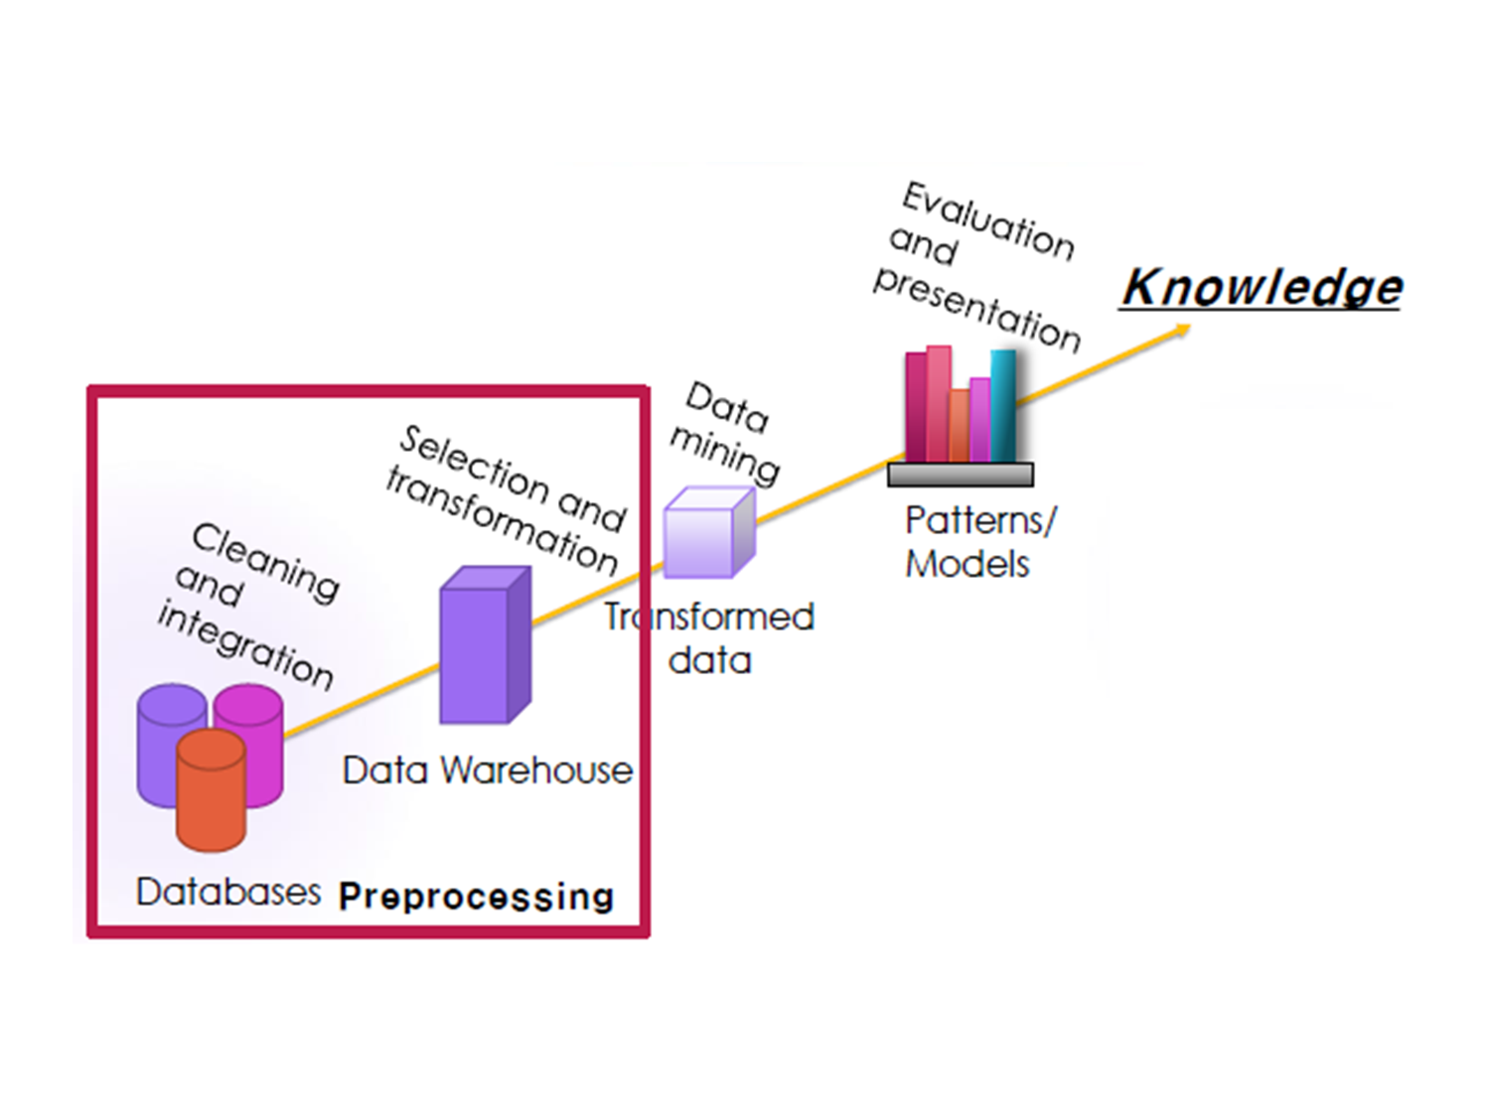 Evaluation
and
presentation
Knowledge
Data
mining
Selection and
transformation
Cleaning
and
integration
Patterns/
Models
Transformed
data
Data Warehouse
Databases
Preprocessing